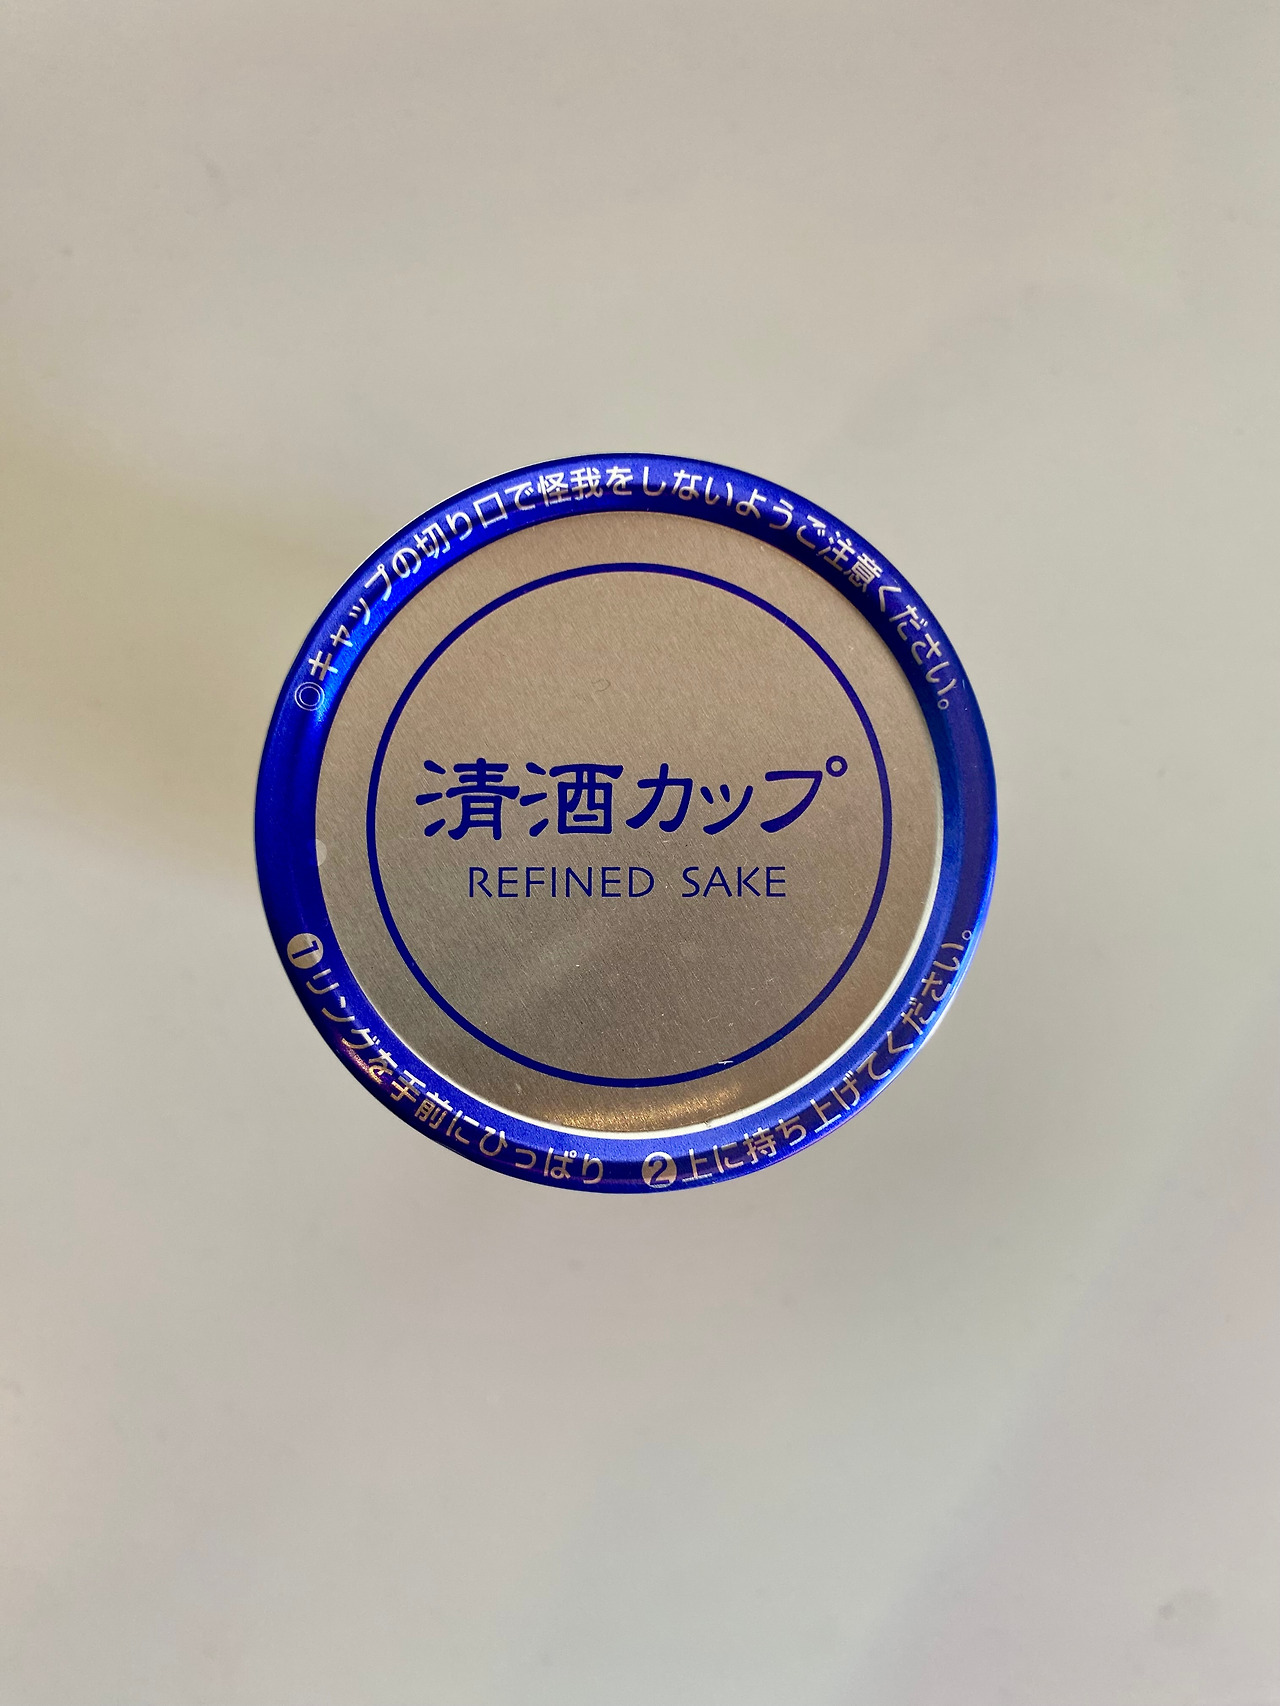 ◎キャップの切り口で怪我をしないようご注意ください。
清酒カップ
REFINED SAKE
❶リングを手前にひっぱり ❷上に持ち上げてください。